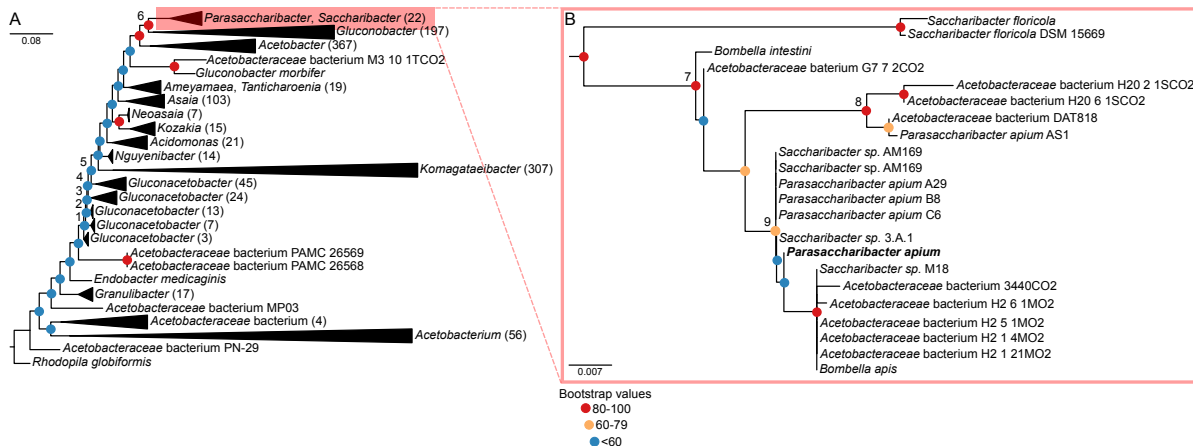 A
0.08
6
Parasaccharibacter, Saccharibacter (22)
Gluconobacter (197)
Acetobacter (367)
Acetobacteraceae bacterium M3 10 1TCO2
Gluconobacter morbifer
Ameyamaea, Tanticharoenia (19)
Asaia (103)
Neoasaia (7)
Kozakia (15)
Acidomonas (21)
Nguyenibacter (14)
5
Komagataeibacter (307)
4
Gluconacetobacter (45)
3
Gluconacetobacter (24)
2
Gluconacetobacter (13)
1
Gluconacetobacter (7)
Gluconacetobacter (3)
Acetobacteraceae bacterium PAMC 26569
Acetobacteraceae bacterium PAMC 26568
Endobacter medicaginis
Granulibacter (17)
Acetobacteraceae bacterium MP03
Acetobacteraceae bacterium (4)
Acetobacterium (56)
Acetobacteraceae bacterium PN-29
Rhodopila globiformis
B
Saccharibacter floricola
Saccharibacter floricola DSM 15669
Bombella intestini
7
Acetobacteraceae baterium G7 7 2CO2
Acetobacteraceae bacterium H20 2 1SCO2
8
Acetobacteraceae bacterium H20 6 1SCO2
Acetobacteraceae bacterium DAT818
Parasaccharibacter apium AS1
Saccharibacter sp. AM169
Saccharibacter sp. AM169
Parasaccharibacter apium A29
Parasaccharibacter apium B8
Parasaccharibacter apium C6
9
Saccharibacter sp. 3.A.1
Parasaccharibacter apium
Saccharibacter sp. M18
Acetobacteraceae bacterium 3440CO2
Acetobacteraceae bacterium H2 6 1MO2
Acetobacteraceae bacterium H2 5 1MO2
Acetobacteraceae bacterium H2 1 4MO2
Acetobacteraceae bacterium H2 1 21MO2
Bombella apis
0.007
Bootstrap values
80-100
60-79
<60